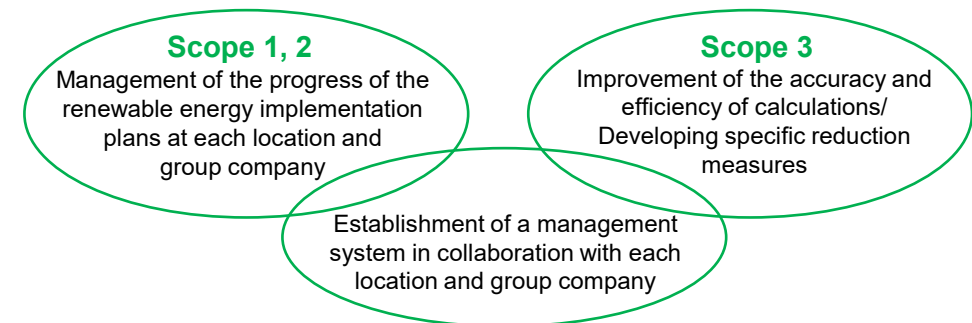 Scope 1, 2
Management of the progress of the
renewable energy implementation
plans at each location and
group company
Scope 3
Improvement of the accuracy and
efficiency of calculations/
Developing specific reduction
measures
Establishment of a management
system in collaboration with each
location and group company